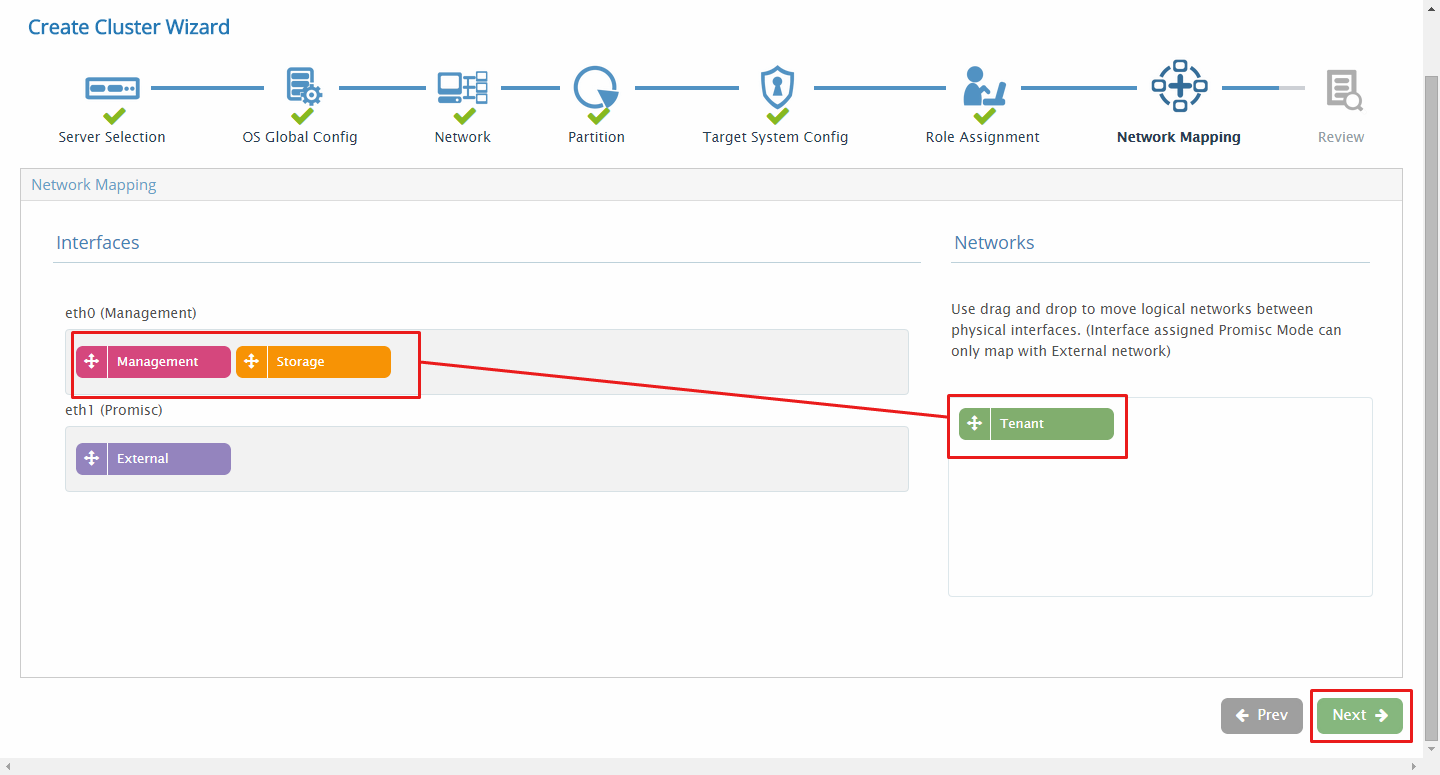 Create Cluster Wizard
Server Selection
OS Global Config
Network
Partition
Target System Config
Role Assignment
Network Mapping
Review
Network Mapping
Interfaces
eth0 (Management)
Management
Storage
eth1 (Promisc)
External
Networks
Use drag and drop to move logical networks between
physical interfaces. (Interface assigned Promisc Mode can
only map with External network)
Tenant
Prev
Next